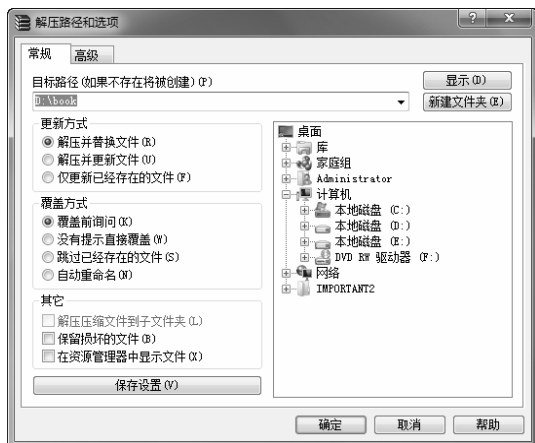 解压路径和选项
常规
高级
目标路径(如果不存在将被创建)(P)
显示(D)
D:\book
新建文件夹(E)
更新方式
解压并替换文件(R)
解压并更新文件(U)
仅更新已经存在的文件(F)
覆盖方式
覆盖前询问(K)
没有提示直接覆盖(W)
跳过已经存在的文件(S)
自动重命名(N)
其它
解压压缩文件到子文件夹(L)
保留损坏的文件(B)
在资源管理器中显示文件(X)
保存设置(V)
桌面
库
家庭组
Administrator
计算机
本地磁盘 (C:)
本地磁盘 (D:)
本地磁盘 (E:)
DVD RW 驱动器 (F:)
网络
IMPORTANT2
确定
取消
帮助